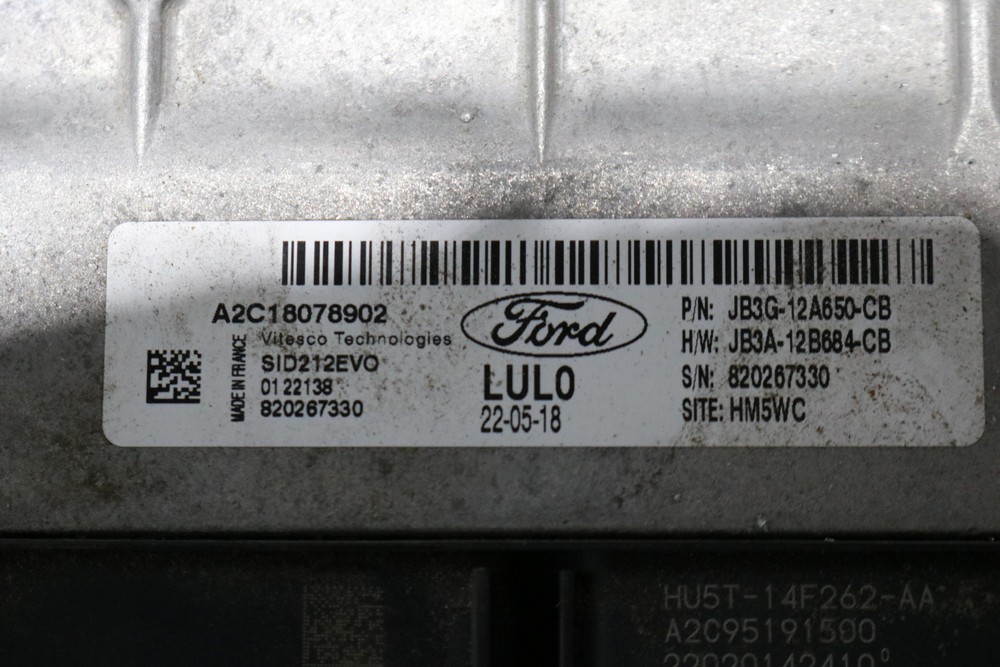 A2C18078902
Vitesco Technologies
SID212EVO
0122138
820267330
MADE IN FRANCE
Ford
LUL0
22-05-18
P/N: JB3G-12A650-CB
H/W: JB3A-12B684-CB
S/N: 820267330
SITE: HM5WC
HU5T-14F262-AA
A2C95191500